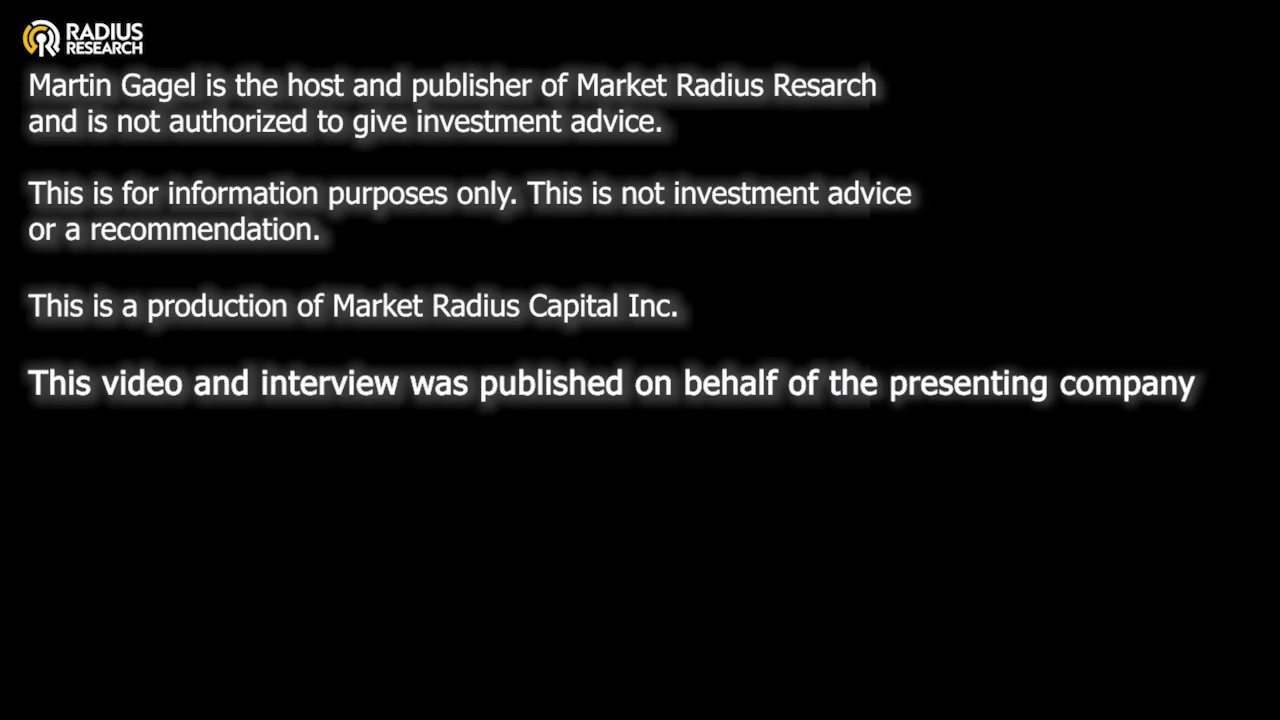 RADIUS
RESEARCH
Martin Gagel is the host and publisher of Market Radius Resarch
and is not authorized to give investment advice.
This is for information purposes only. This is not investment advice
or a recommendation.
This is a production of Market Radius Capital Inc.
This video and interview was published on behalf of the presenting company